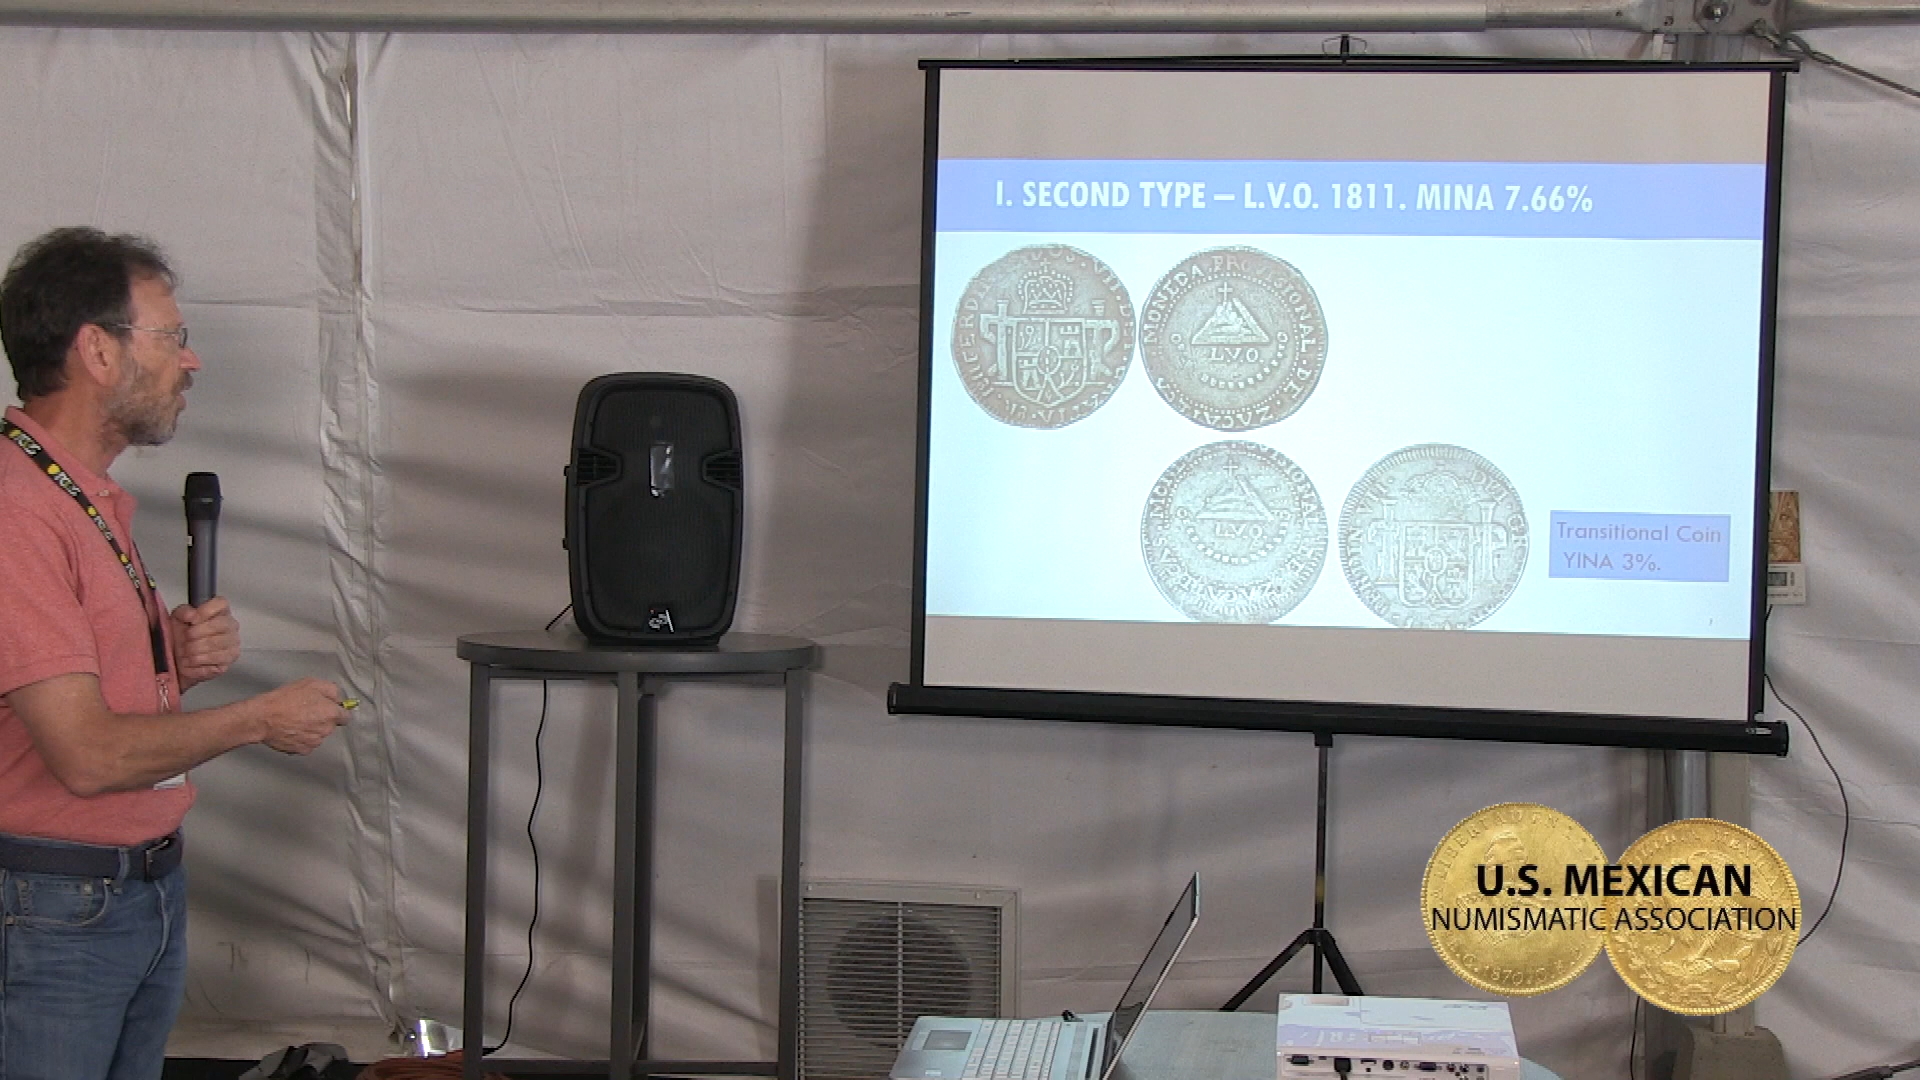 I. SECOND TYPE – L.V.O. 1811. MINA 7.66%
MONEDA PROVISIONAL DE ZACATECAS
L.V.O.
L.V.O.
Transitional Coin
YINA 3%.
U.S. MEXICAN
NUMISMATIC ASSOCIATION